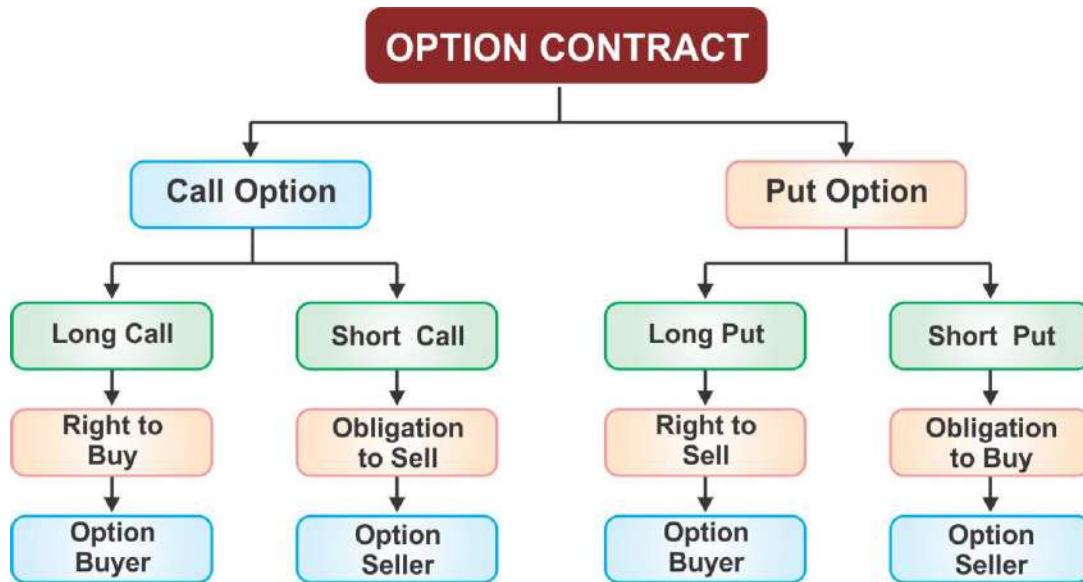 OPTION CONTRACT
Call Option
Put Option
Long Call
Short Call
Long Put
Short Put
Right to
Buy
Obligation
to Sell
Right to
Sell
Obligation
to Buy
Option
Buyer
Option
Seller
Option
Buyer
Option
Seller